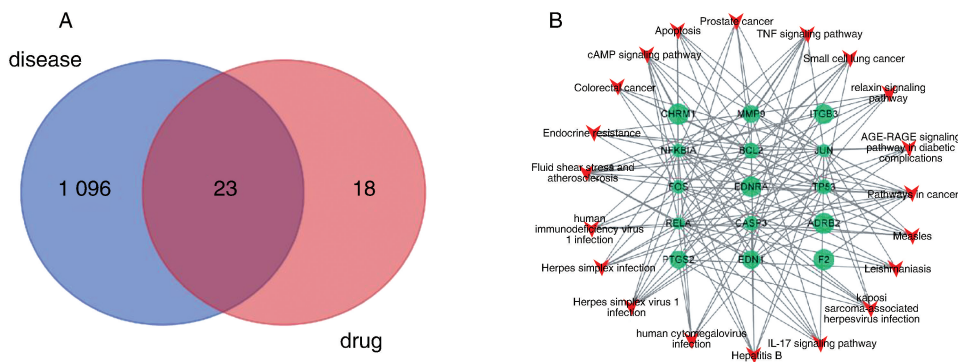 A
disease
1 096
23
18
drug
B
Prostate cancer
Apoptosis
TNF signaling pathway
cAMP signaling pathway
Small cell lung cancer
Colorectal cancer
relaxin signaling
pathway
CHRM1
MMP9
ITGB3
Endocrine resistance
AGE-RAGE signaling
pathway in diabetic
complications
NFKBIA
BCL2
JUN
Fluid shear stress and
atherosclerosis
FOS
EDNRA
TP53
Pathways in cancer
human
immunodeficiency virus
1 infection
RELA
CASP3
ADRB2
Measles
Herpes simplex infection
PTGS2
EDN1
F2
Leishmaniasis
Herpes simplex virus 1
infection
kaposi
sarcoma-associated
herpesvirus infection
human cytomegalovirus
infection
Hepatitis B
IL-17 signaling pathway